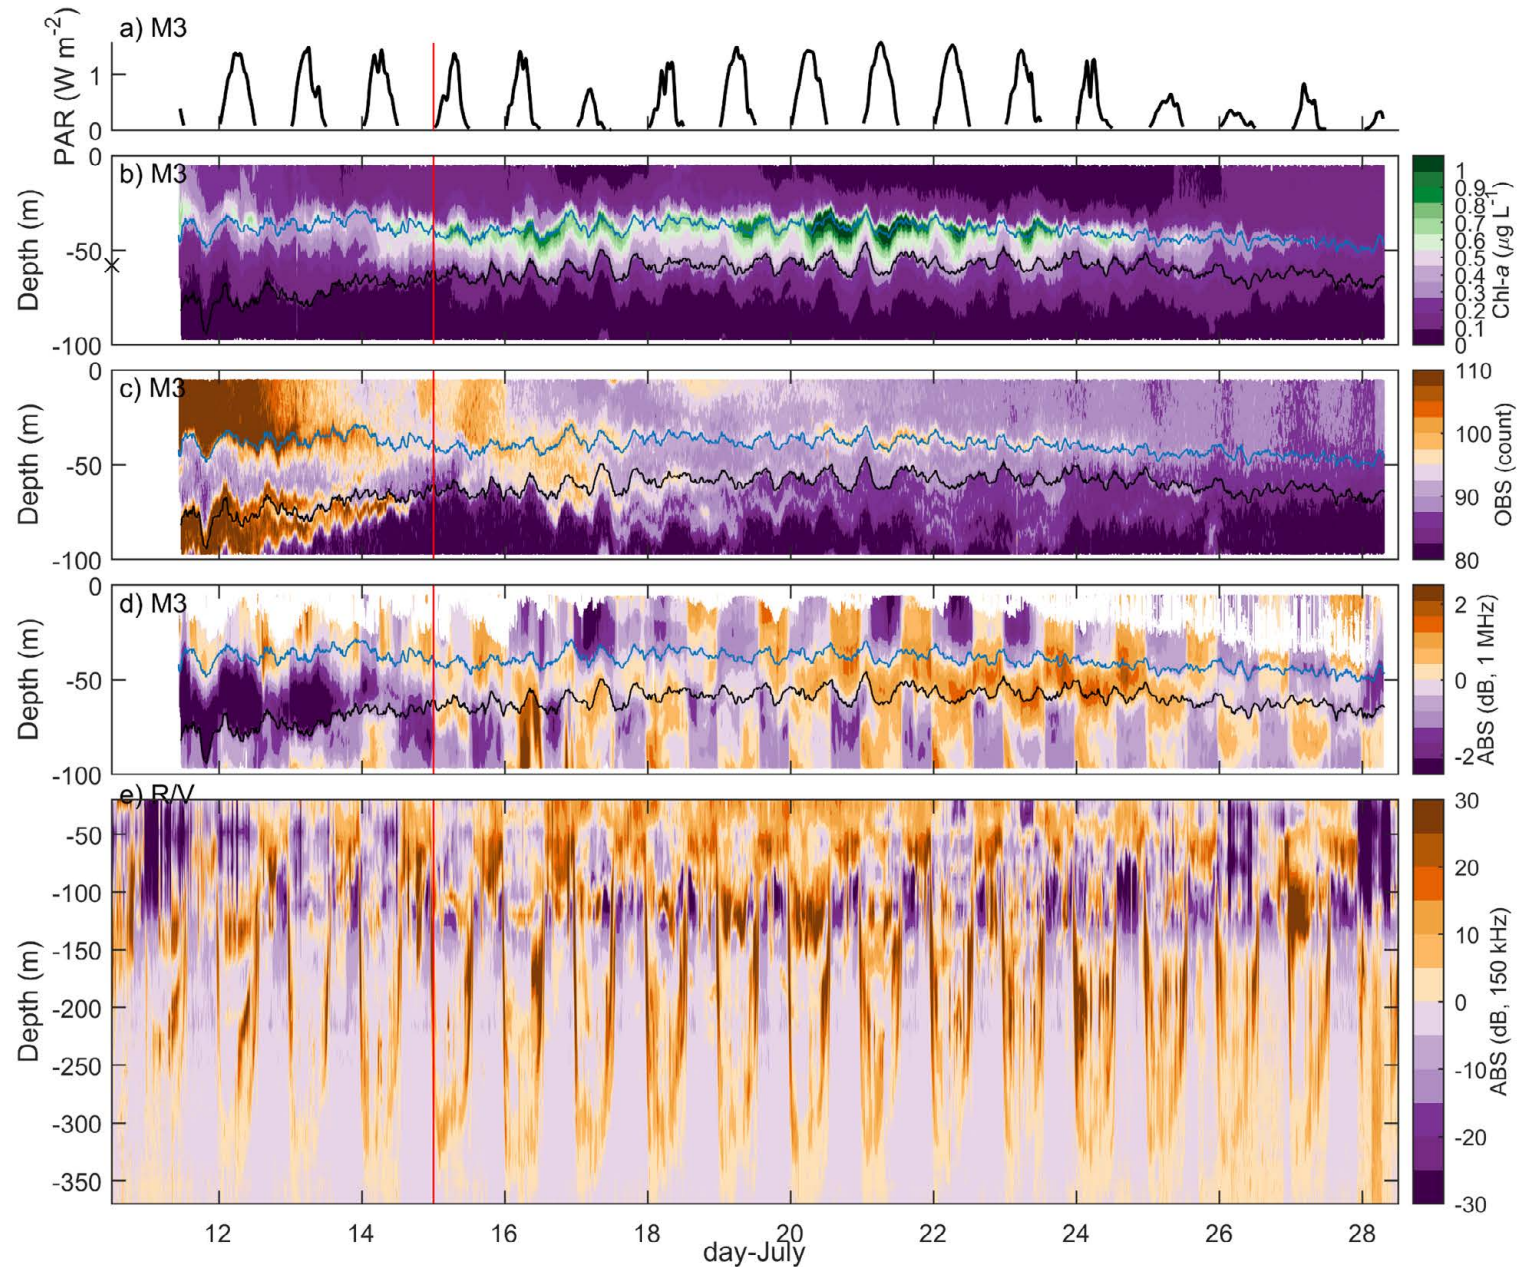 a) M3
PAR (W m-2)
1
0
b) M3
Depth (m)
0
-50
-100
1
0.9
0.8
0.7
0.6
0.5
0.4
0.3
0.2
0.1
0
Chl-a (μg L-1)
c) M3
Depth (m)
0
-50
-100
110
100
90
80
OBS (count)
d) M3
Depth (m)
0
-50
-100
2
0
-2
ABS (dB, 1 MHz)
e) R/V
Depth (m)
-50
-100
-150
-200
-250
-300
-350
30
20
10
0
-10
-20
-30
ABS (dB, 150 kHz)
12 14 16 18 20 22 24 26 28
day-July